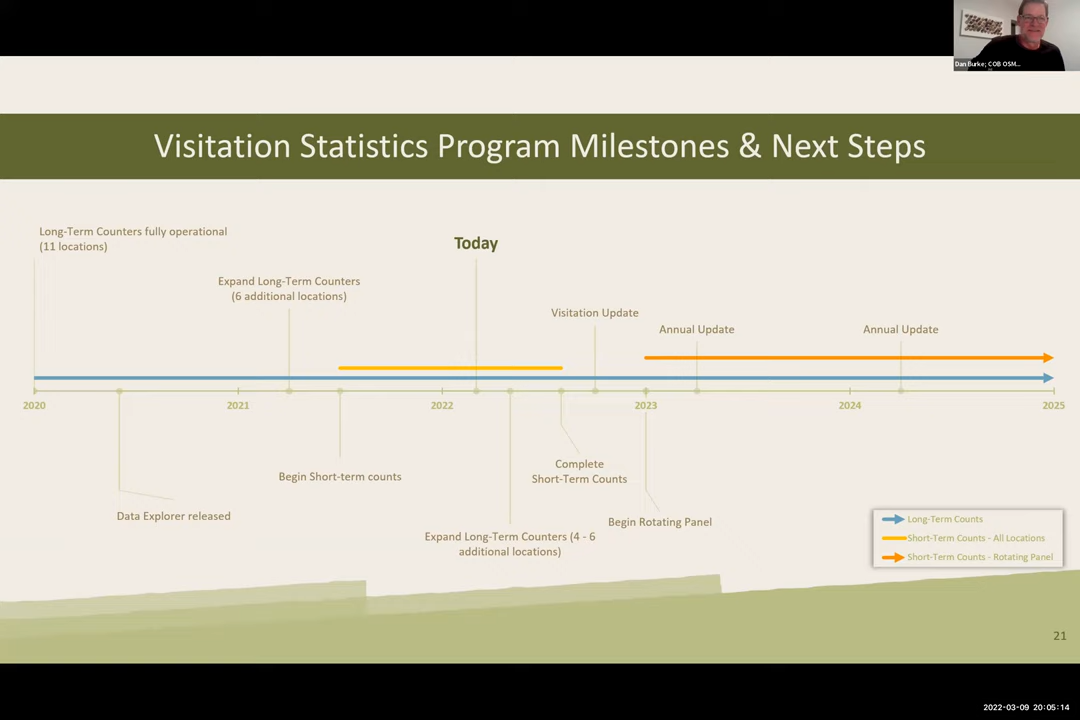 Dan Burke; COB OSM...
Visitation Statistics Program Milestones & Next Steps
Long-Term Counters fully operational
(11 locations)
Today
Expand Long-Term Counters
(6 additional locations)
Visitation Update
Annual Update
Annual Update
2020
2021
2022
2023
2024
2025
Begin Short-term counts
Complete
Short-Term Counts
Data Explorer released
Begin Rotating Panel
Expand Long-Term Counters (4 - 6
additional locations)
Long-Term Counts
Short-Term Counts - All Locations
Short-Term Counts - Rotating Panel
21
2022-03-09 20:05:14